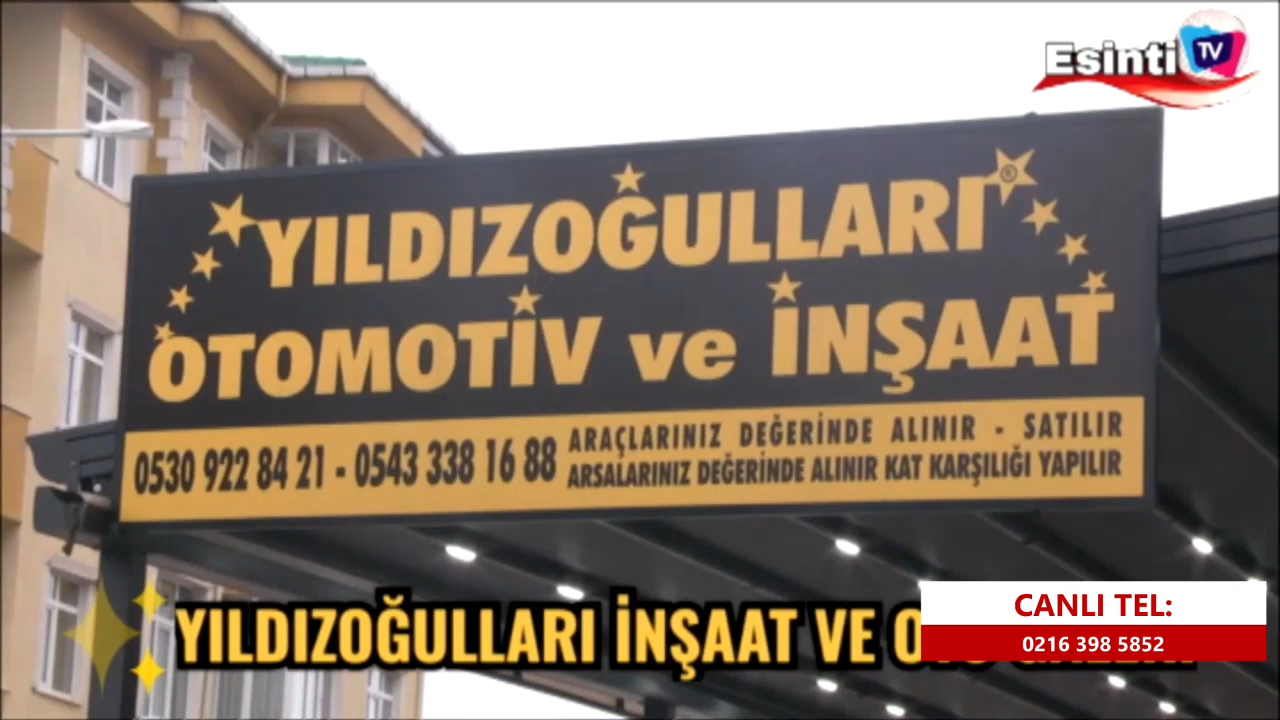 Esinti TV
YILDIZOĞULLARI®
OTOMOTİV ve İNŞAAT
0530 922 84 21 - 0543 338 16 88
ARAÇLARINIZ DEĞERİNDE ALINIR - SATILIR
ARSALARINIZ DEĞERİNDE ALINIR KAT KARŞILIĞI YAPILIR
YILDIZOĞULLARI İNŞAAT VE
CANLI TEL:
0216 398 5852